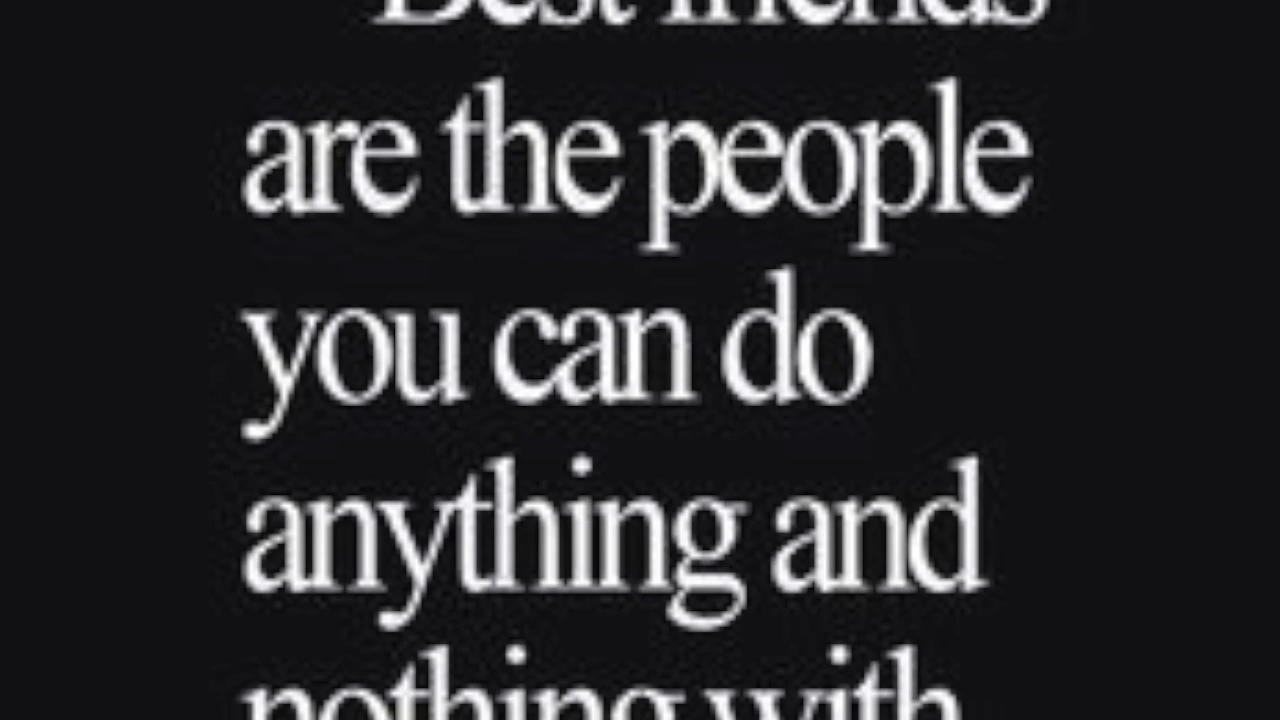 Best friends
are the people
you can do
anything and
nothing with